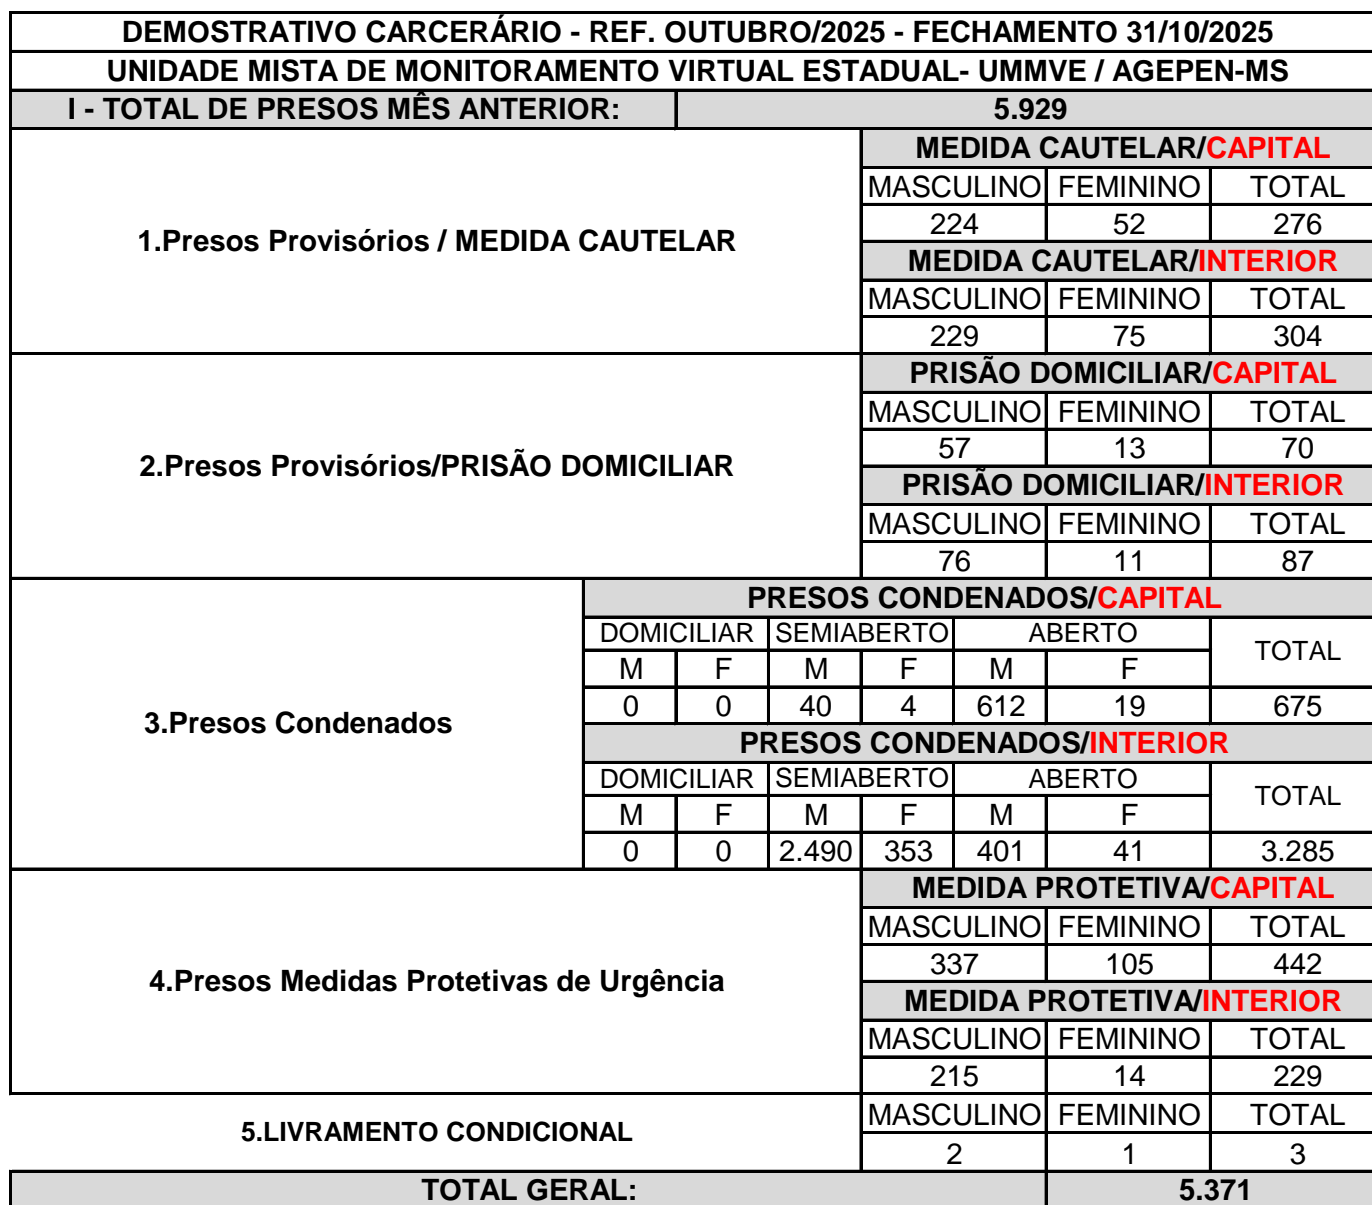 DEMOSTRATIVO CARCERÁRIO - REF. OUTUBRO/2025 - FECHAMENTO 31/10/2025
UNIDADE MISTA DE MONITORAMENTO VIRTUAL ESTADUAL- UMMVE / AGEPEN-MS
I - TOTAL DE PRESOS MÊS ANTERIOR: 5.929
1.Presos Provisórios / MEDIDA CAUTELAR
MEDIDA CAUTELAR/CAPITAL
MASCULINO FEMININO TOTAL
224 52 276
MEDIDA CAUTELAR/INTERIOR
MASCULINO FEMININO TOTAL
229 75 304
2.Presos Provisórios/PRISÃO DOMICILIAR
PRISÃO DOMICILIAR/CAPITAL
MASCULINO FEMININO TOTAL
57 13 70
PRISÃO DOMICILIAR/INTERIOR
MASCULINO FEMININO TOTAL
76 11 87
3.Presos Condenados
PRESOS CONDENADOS/CAPITAL
DOMICILIAR SEMIABERTO ABERTO TOTAL
M F M F M F
0 0 40 4 612 19 675
PRESOS CONDENADOS/INTERIOR
DOMICILIAR SEMIABERTO ABERTO TOTAL
M F M F M F
0 0 2.490 353 401 41 3.285
4.Presos Medidas Protetivas de Urgência
MEDIDA PROTETIVA/CAPITAL
MASCULINO FEMININO TOTAL
337 105 442
MEDIDA PROTETIVA/INTERIOR
MASCULINO FEMININO TOTAL
215 14 229
5.LIVRAMENTO CONDICIONAL
MASCULINO FEMININO TOTAL
2 1 3
TOTAL GERAL: 5.371